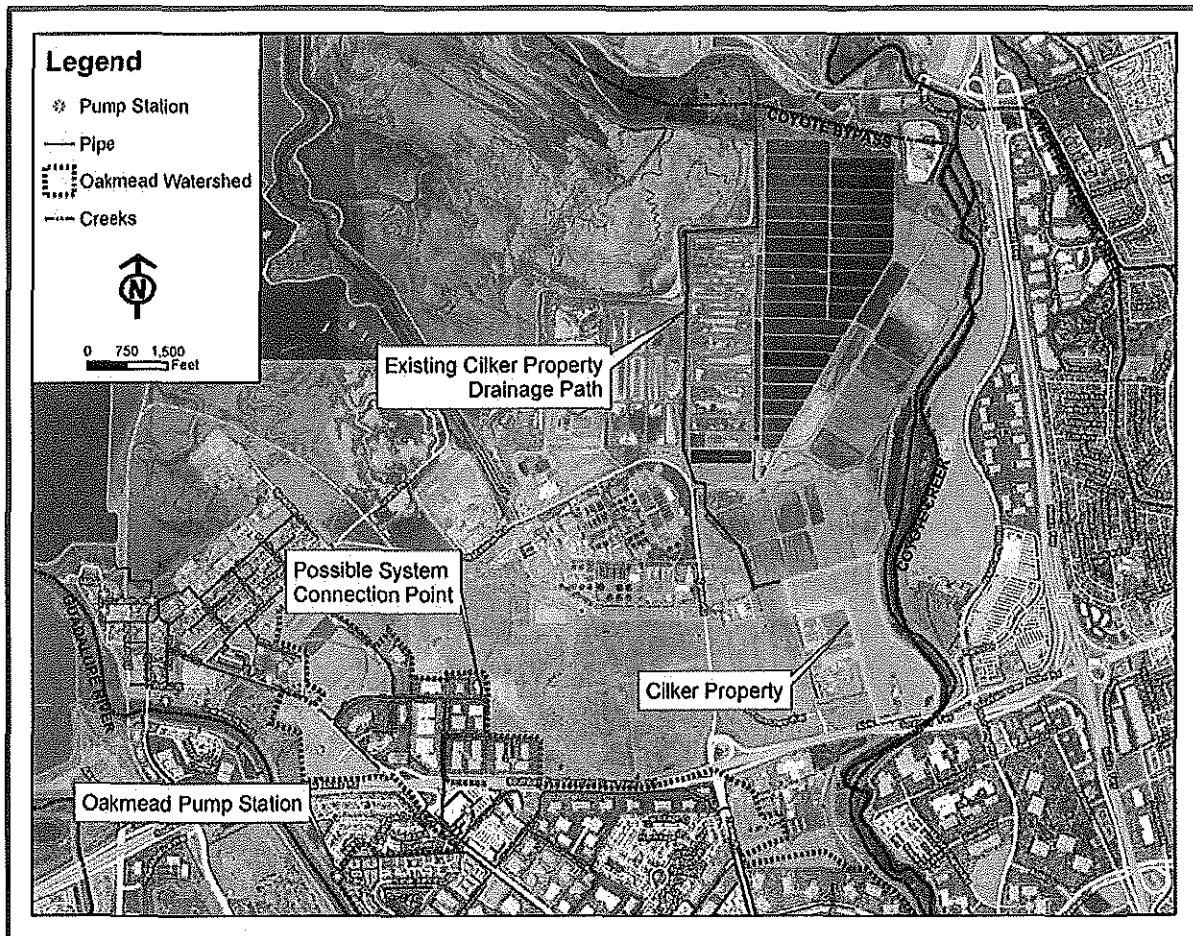 Legend
Pump Station
Pipe
Oakmead Watershed
Creeks
N
0 750 1,500
Feet
COYOTE BYPASS
Existing Cilker Property
Drainage Path
COYOTE CREEK
Possible System
Connection Point
GUADALUPE RIVER
Cilker Property
Oakmead Pump Station